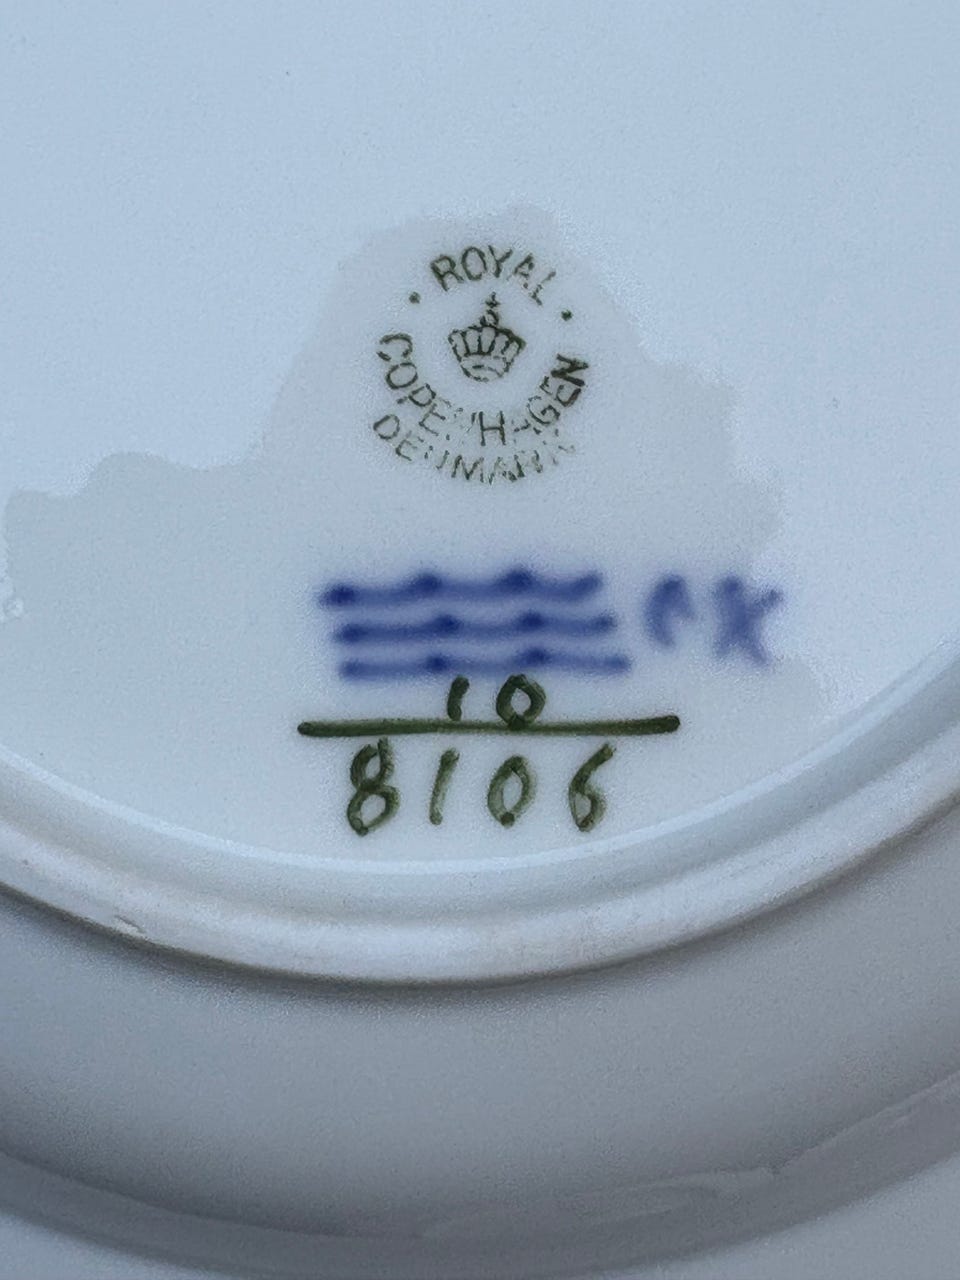 ROYAL
COPENHAGEN
DENMARK
10
8106